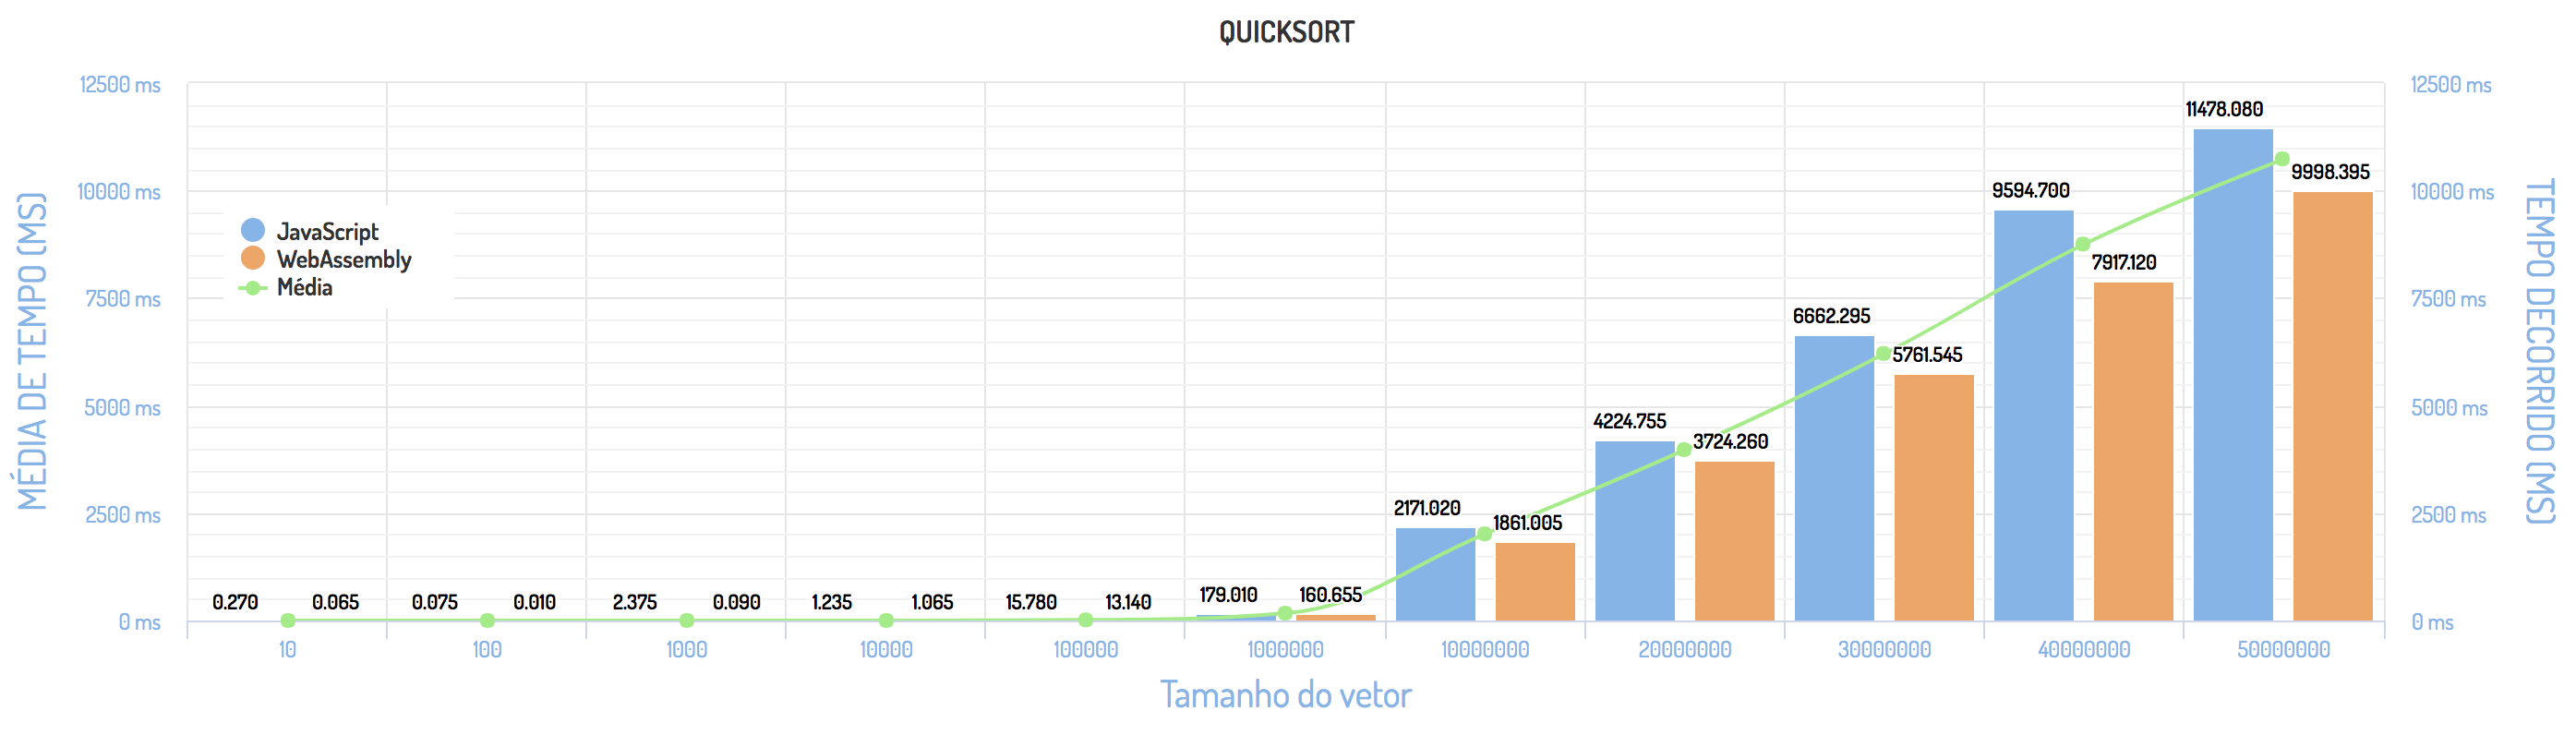 QUICKSORT
12500 ms
10000 ms
7500 ms
5000 ms
2500 ms
0 ms
MÉDIA DE TEMPO (MS)
JavaScript
WebAssembly
Média
0.270 0.065 0.075 0.010 2.375 0.090 1.235 1.065 15.780 13.140 179.010 160.655
2171.020 1861.005
4224.755 3724.260
6662.295 5761.545
9594.700 7917.120
11478.080 9998.395
12500 ms
10000 ms
7500 ms
5000 ms
2500 ms
0 ms
TEMPO DECORRIDO (MS)
10 100 1000 10000 100000 1000000 10000000 20000000 30000000 40000000 50000000
Tamanho do vetor